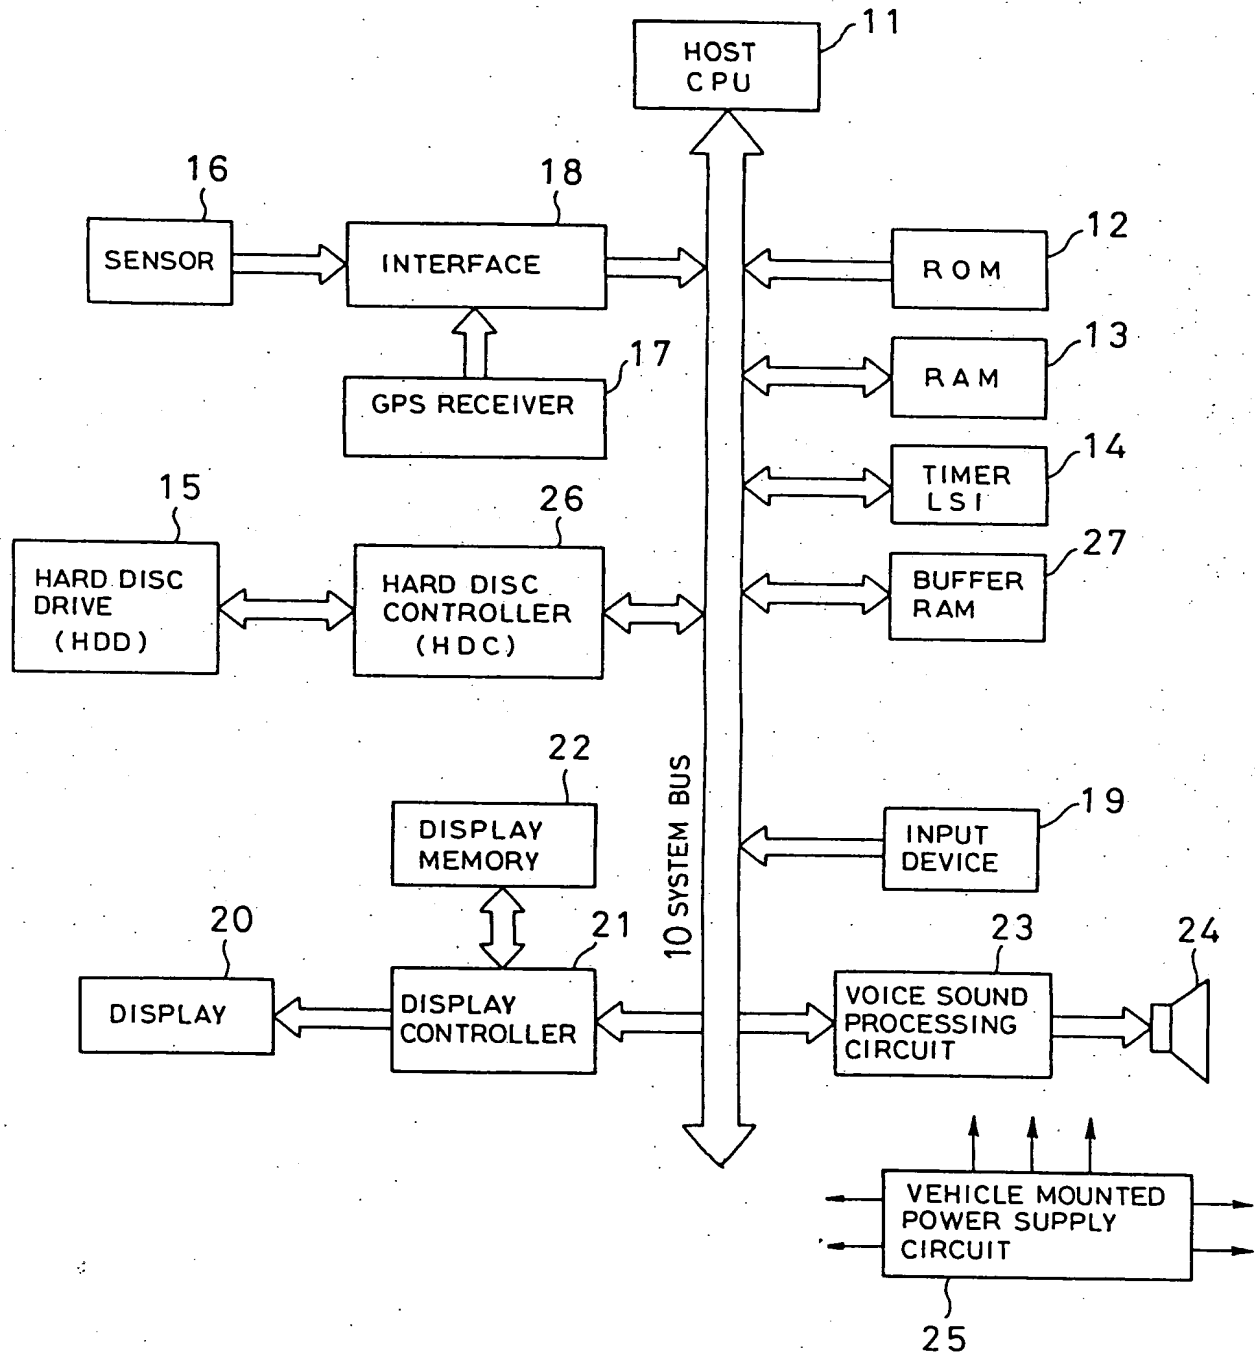 11
HOST
CPU
16
18
12
SENSOR
INTERFACE
ROM
17
13
GPS RECEIVER
RAM
14
TIMER
LSI
15
26
27
HARD DISC
DRIVE
(HDD)
HARD DISC
CONTROLLER
(HDC)
BUFFER
RAM
22
10 SYSTEM BUS
19
DISPLAY
MEMORY
INPUT
DEVICE
20
21
23
24
DISPLAY
DISPLAY
CONTROLLER
VOICE SOUND
PROCESSING
CIRCUIT
VEHICLE MOUNTED
POWER SUPPLY
CIRCUIT
25